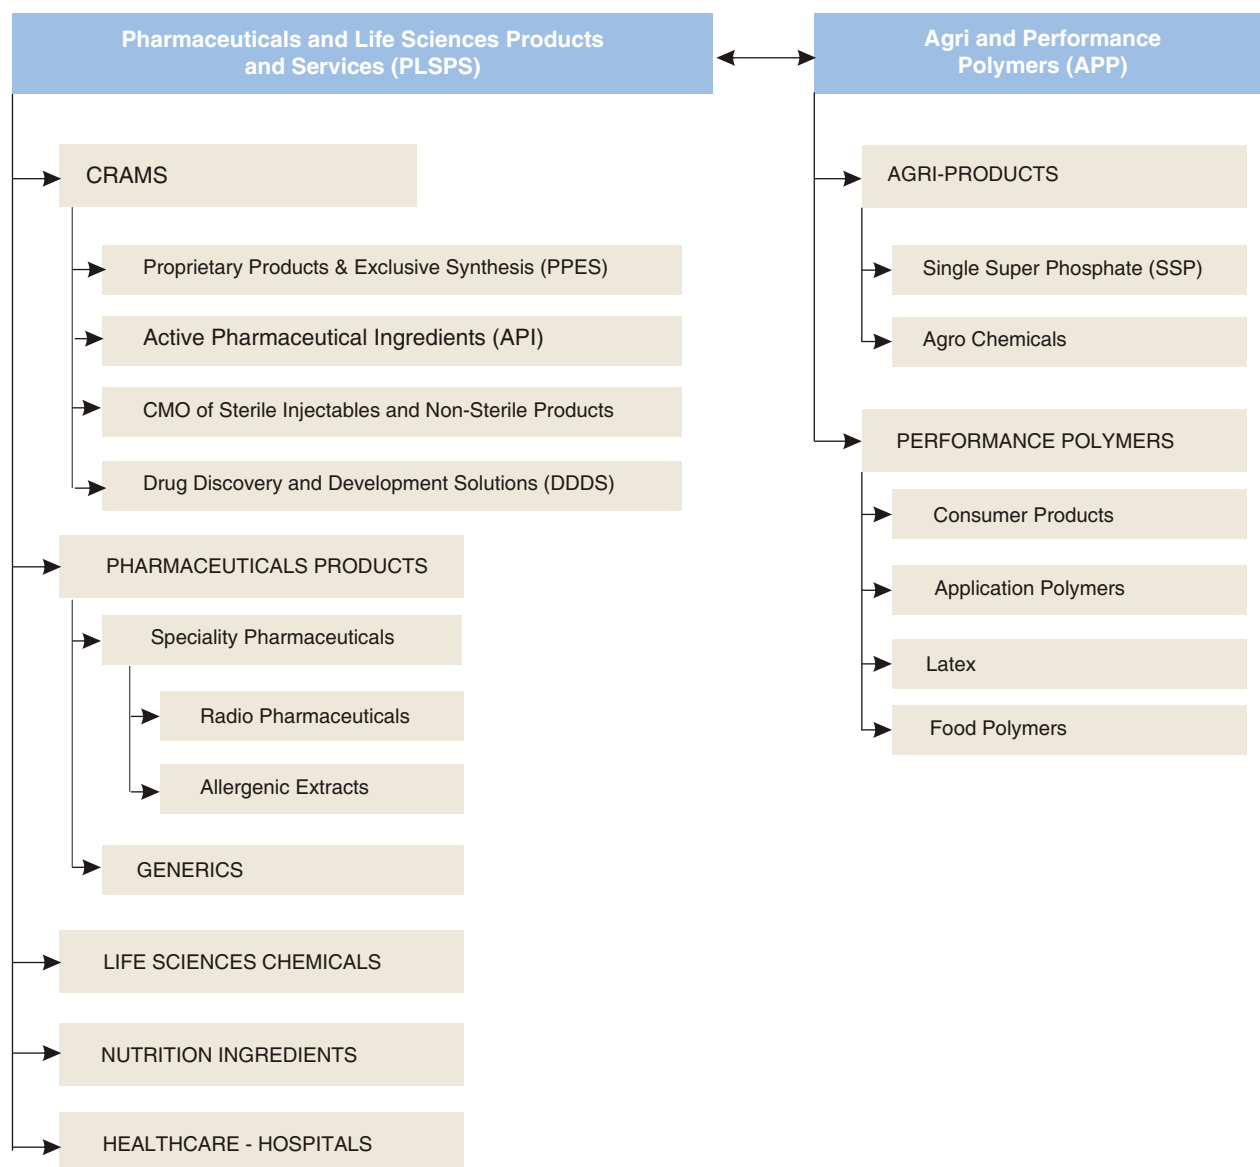 Pharmaceuticals and Life Sciences Products
and Services (PLSPS)
CRAMS
Proprietary Products & Exclusive Synthesis (PPES)
Active Pharmaceutical Ingredients (API)
CMO of Sterile Injectables and Non-Sterile Products
Drug Discovery and Development Solutions (DDDS)
PHARMACEUTICALS PRODUCTS
Speciality Pharmaceuticals
Radio Pharmaceuticals
Allergenic Extracts
GENERICS
LIFE SCIENCES CHEMICALS
NUTRITION INGREDIENTS
HEALTHCARE - HOSPITALS
Agri and Performance
Polymers (APP)
AGRI-PRODUCTS
Single Super Phosphate (SSP)
Agro Chemicals
PERFORMANCE POLYMERS
Consumer Products
Application Polymers
Latex
Food Polymers